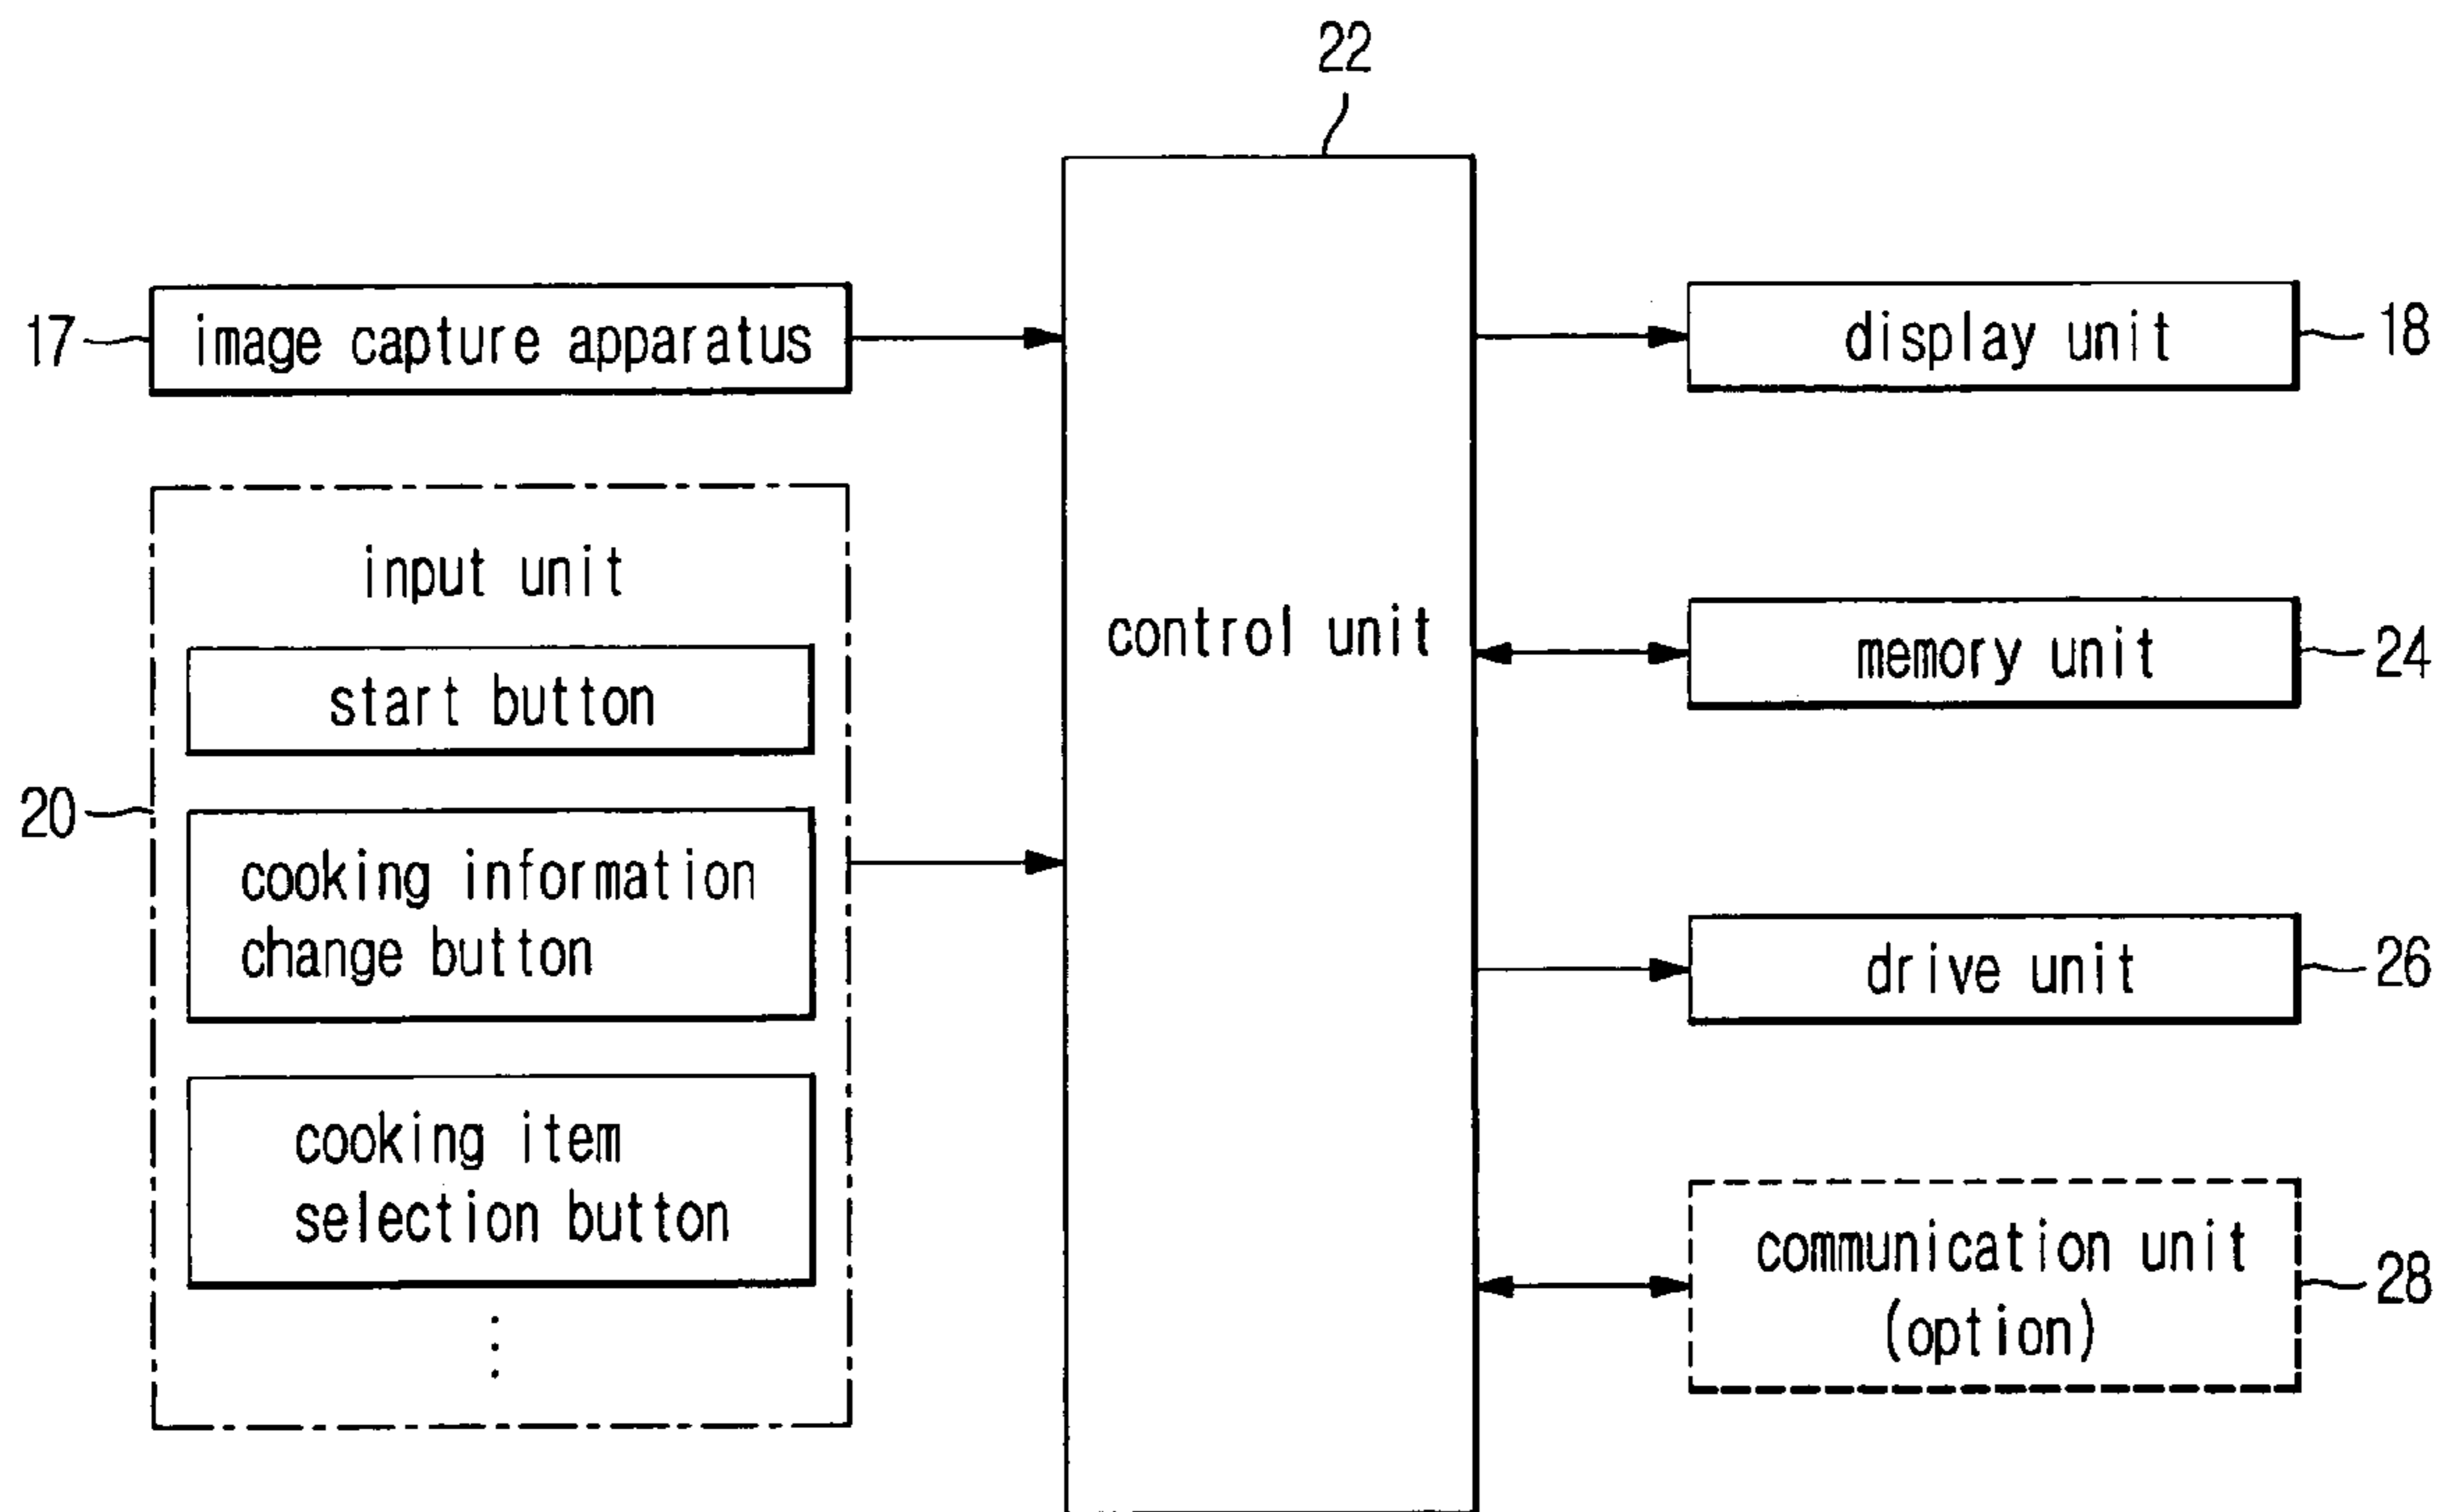 22
17
image capture apparatus
input unit
start button
20
cooking information
change button
cooking item
selection button
control unit
display unit
18
memory unit
24
drive unit
26
communication unit
(option)
28